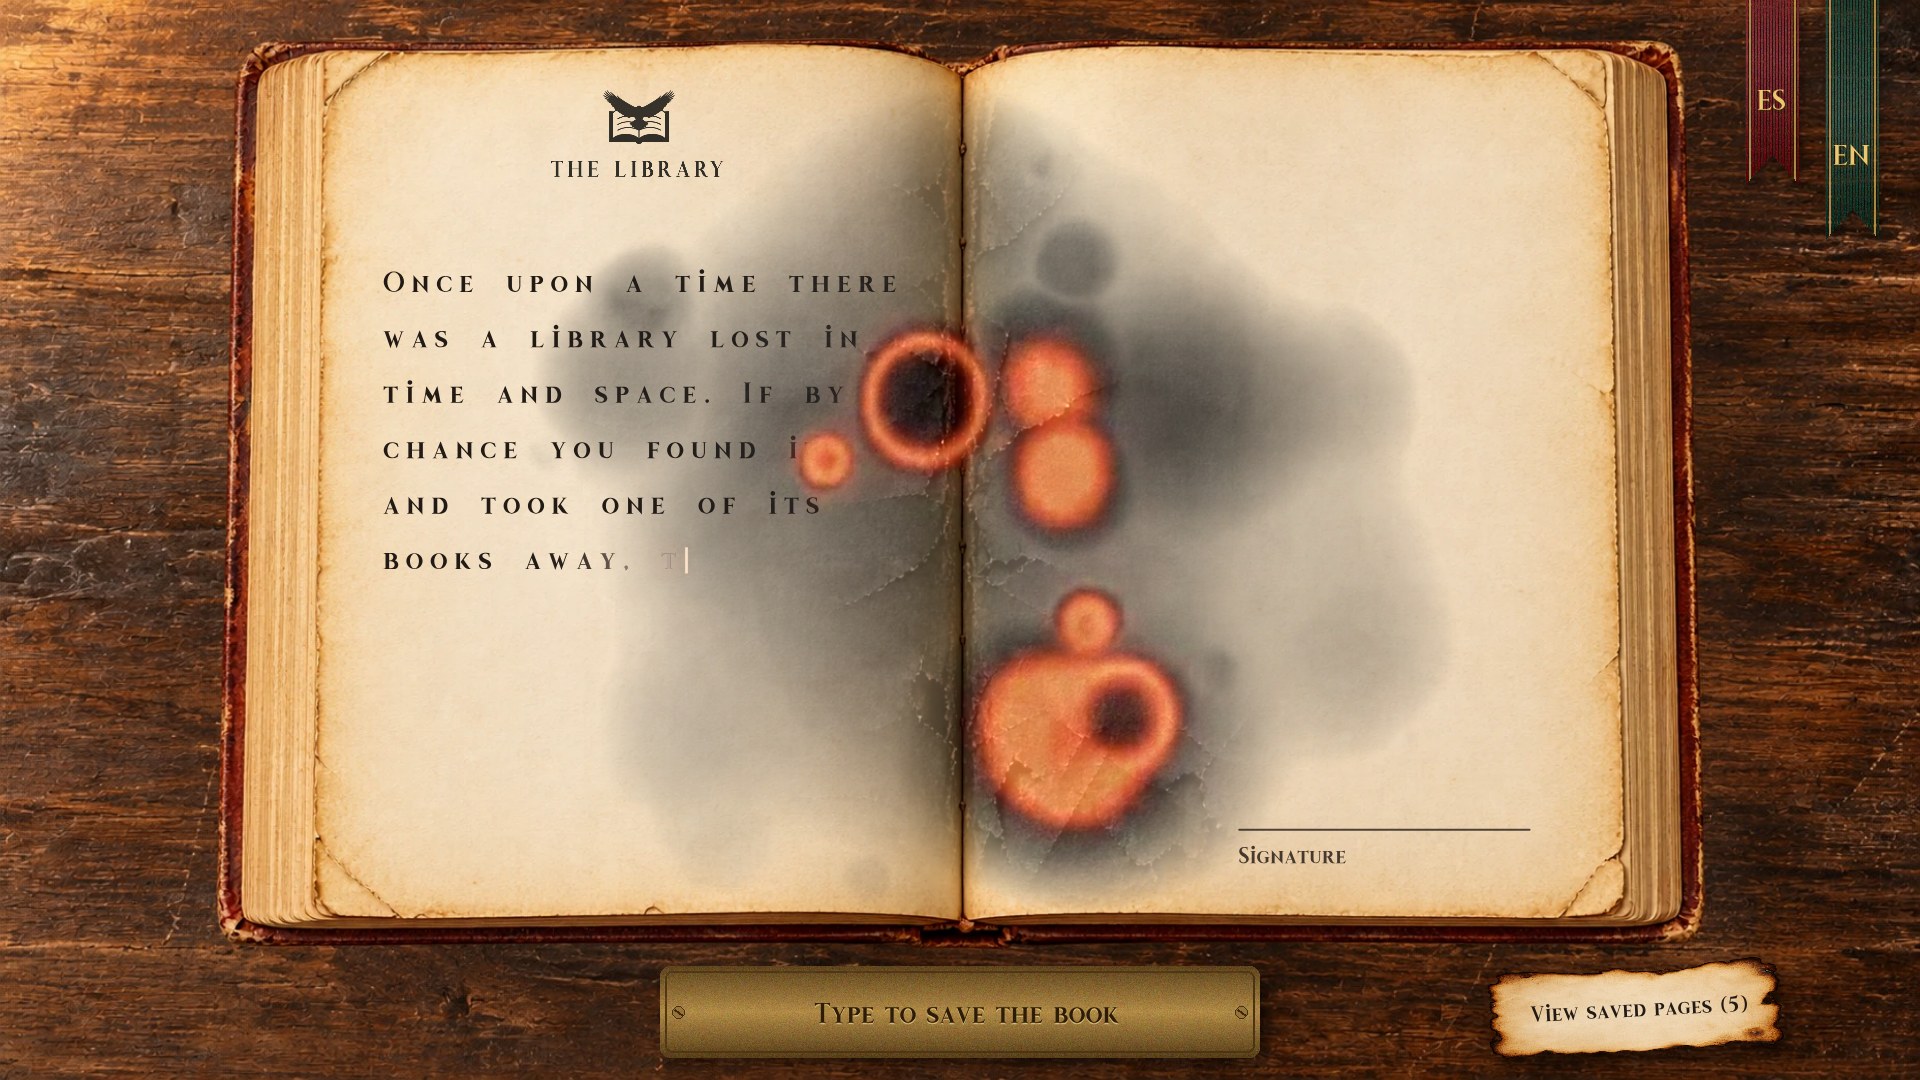 THE LIBRARY
Once upon a time there
was a library lost in
time and space. If by
chance you found i
and took one of its
books away, T
Signature
ES
EN
Type to save the book
View saved pages (5)